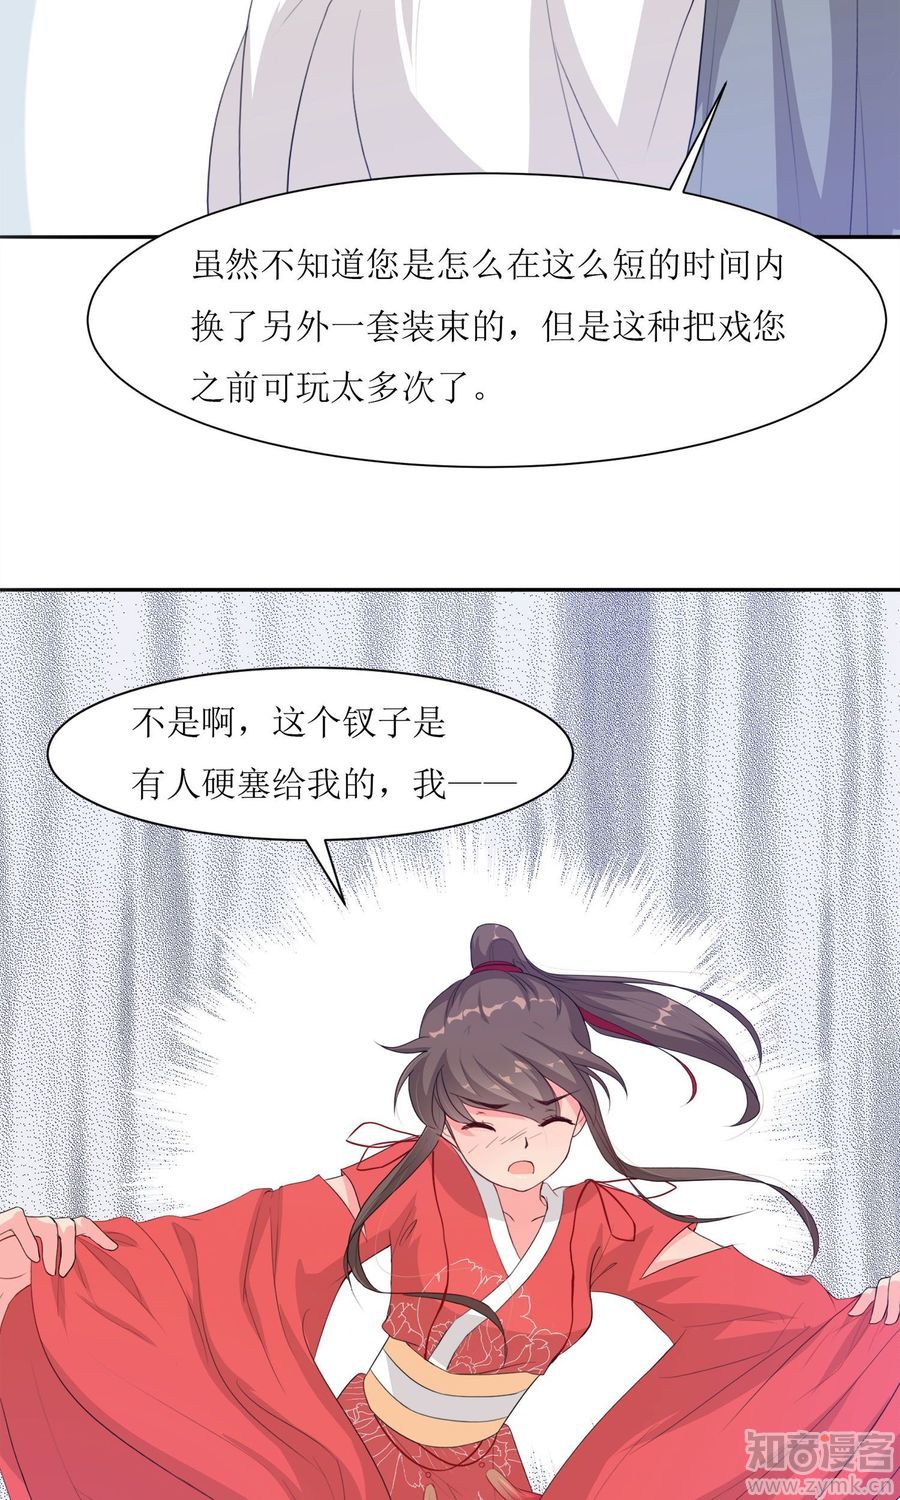 虽然不知道您是怎么在这么短的时间内
换了另外一套装束的，但是这种把戏您
之前可玩太多次了。
不是啊，这个钗子是
有人硬塞给我的，我——
知音漫客
www.zymk.cn